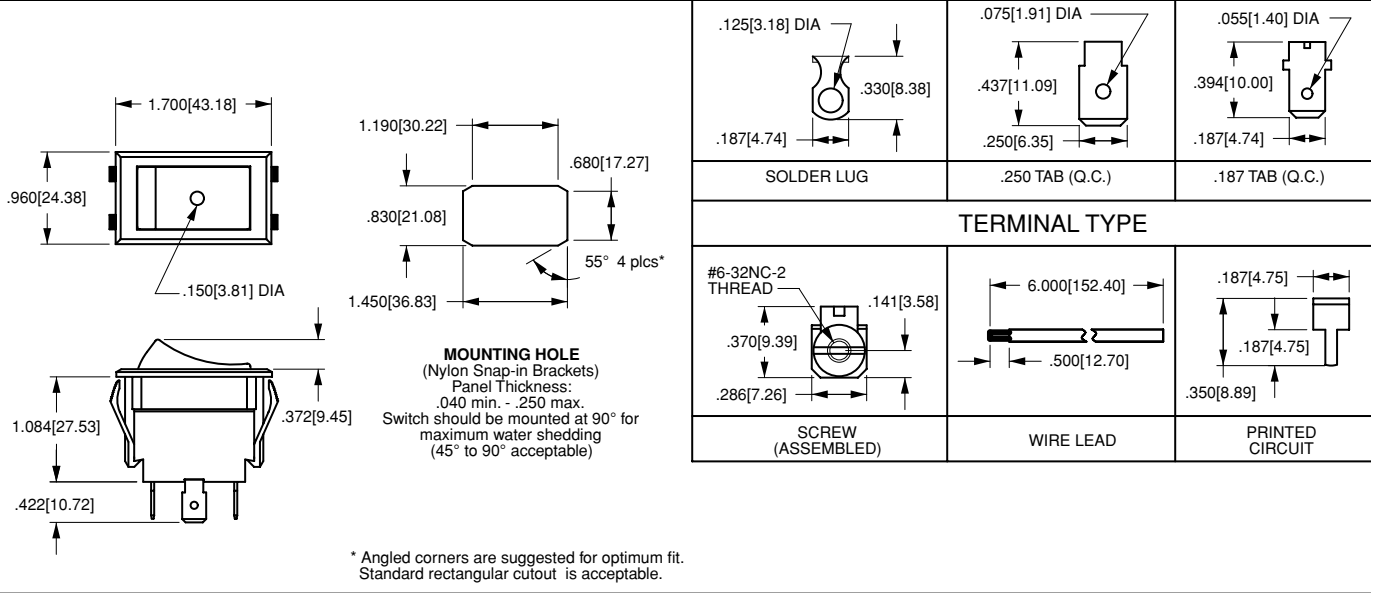 1.700[43.18]
.960[24.38]
.150[3.81] DIA
1.084[27.53]
.372[9.45]
.422[10.72]
1.190[30.22]
.680[17.27]
.830[21.08]
55° 4 plcs*
1.450[36.83]
MOUNTING HOLE
(Nylon Snap-in Brackets)
Panel Thickness:
.040 min. - .250 max.
Switch should be mounted at 90° for
maximum water shedding
(45° to 90° acceptable)
* Angled corners are suggested for optimum fit.
Standard rectangular cutout is acceptable.
.125[3.18] DIA
.330[8.38]
.187[4.74]
SOLDER LUG
.075[1.91] DIA
.437[11.09]
.250[6.35]
.250 TAB (Q.C.)
.055[1.40] DIA
.394[10.00]
.187[4.74]
.187 TAB (Q.C.)
TERMINAL TYPE
#6-32NC-2
THREAD
.141[3.58]
.370[9.39]
.286[7.26]
SCREW
(ASSEMBLED)
6.000[152.40]
.500[12.70]
WIRE LEAD
.187[4.75]
.187[4.75]
.350[8.89]
PRINTED
CIRCUIT